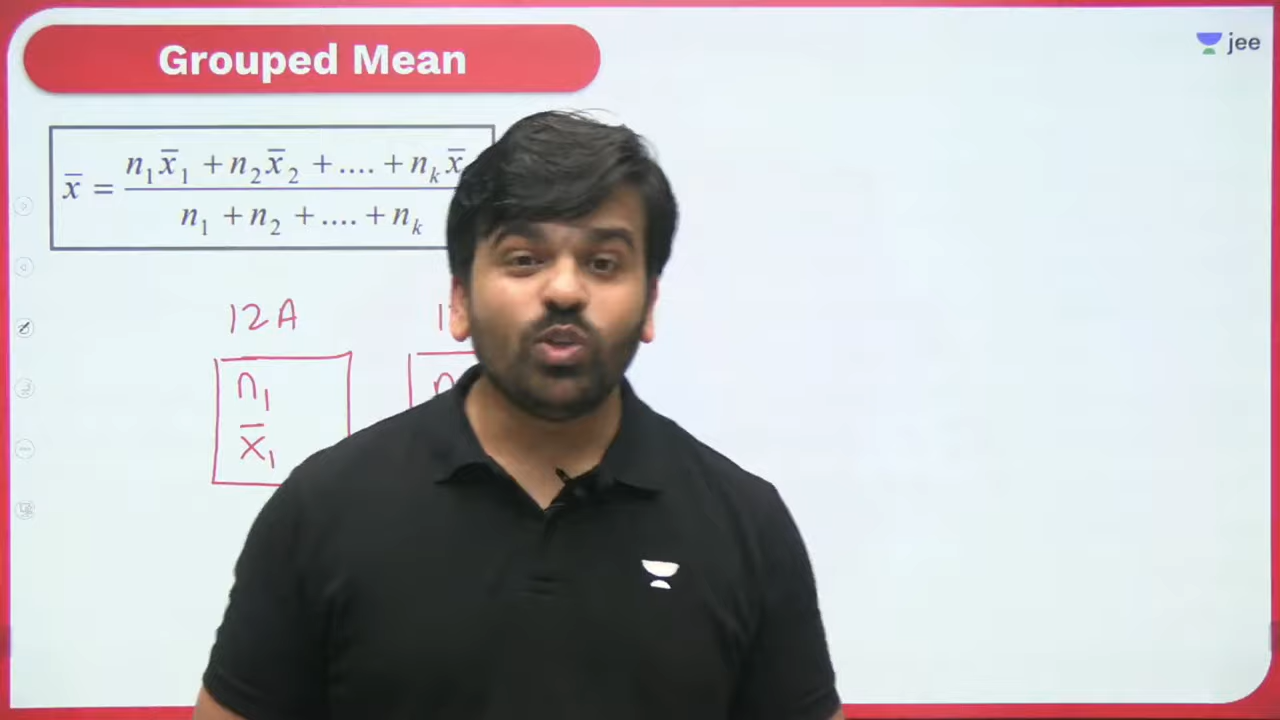 Grouped Mean
jee
x̄ = (n₁x̄₁ + n₂x̄₂ + .... + nₖx̄) / (n₁ + n₂ + .... + nₖ)
12A
n₁
x̄₁